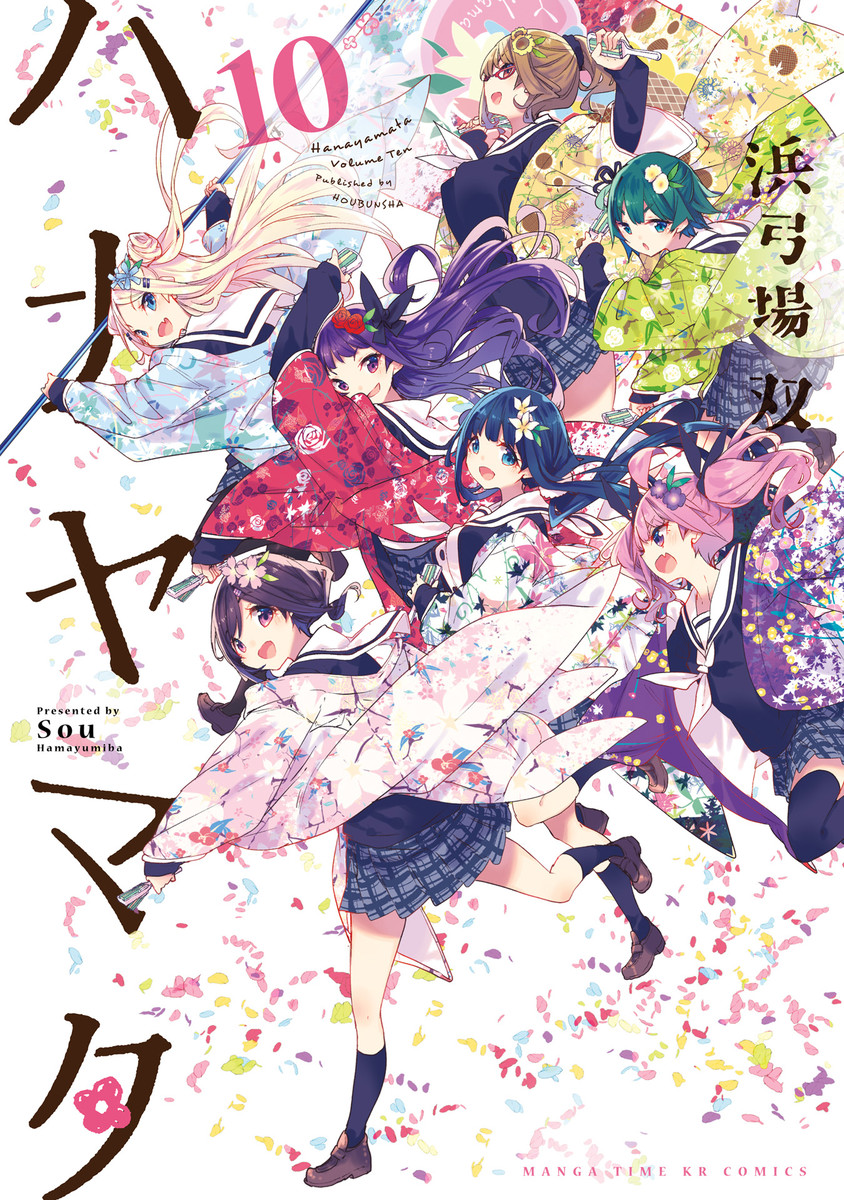 ハナヤマタ
10
Hanayamata
Volume Ten
Published by
HOUBUNSHA
浜弓場双
Presented by
Sou
Hamayumiba
MANGA TIME KR COMICS